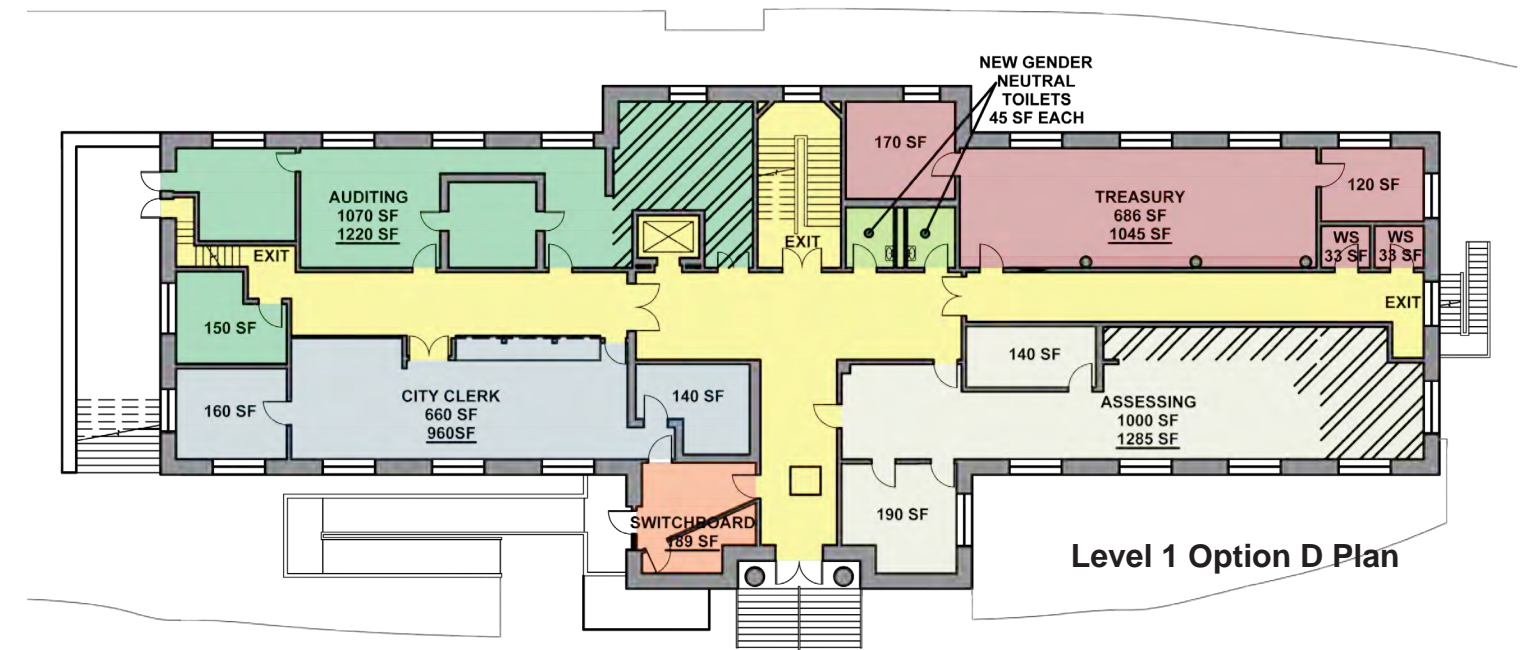 NEW GENDER
NEUTRAL
TOILETS
45 SF EACH
170 SF
AUDITING
1070 SF
1220 SF
TREASURY
686 SF
1045 SF
120 SF
EXIT
EXIT
WS
33 SF
WS
33 SF
EXIT
150 SF
140 SF
160 SF
CITY CLERK
660 SF
960SF
140 SF
ASSESSING
1000 SF
1285 SF
190 SF
SWITCHBOARD
189 SF
Level 1 Option D Plan